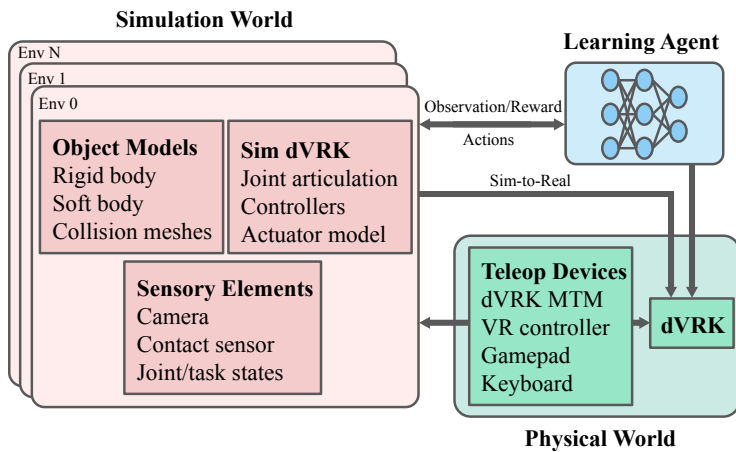 Simulation World
Env N
Env 1
Env 0
Object Models
Rigid body
Soft body
Collision meshes
Sim dVRK
Joint articulation
Controllers
Actuator model
Sensory Elements
Camera
Contact sensor
Joint/task states
Learning Agent
Observation/Reward
Actions
Sim-to-Real
Teleop Devices
dVRK MTM
VR controller
Gamepad
Keyboard
dVRK
Physical World